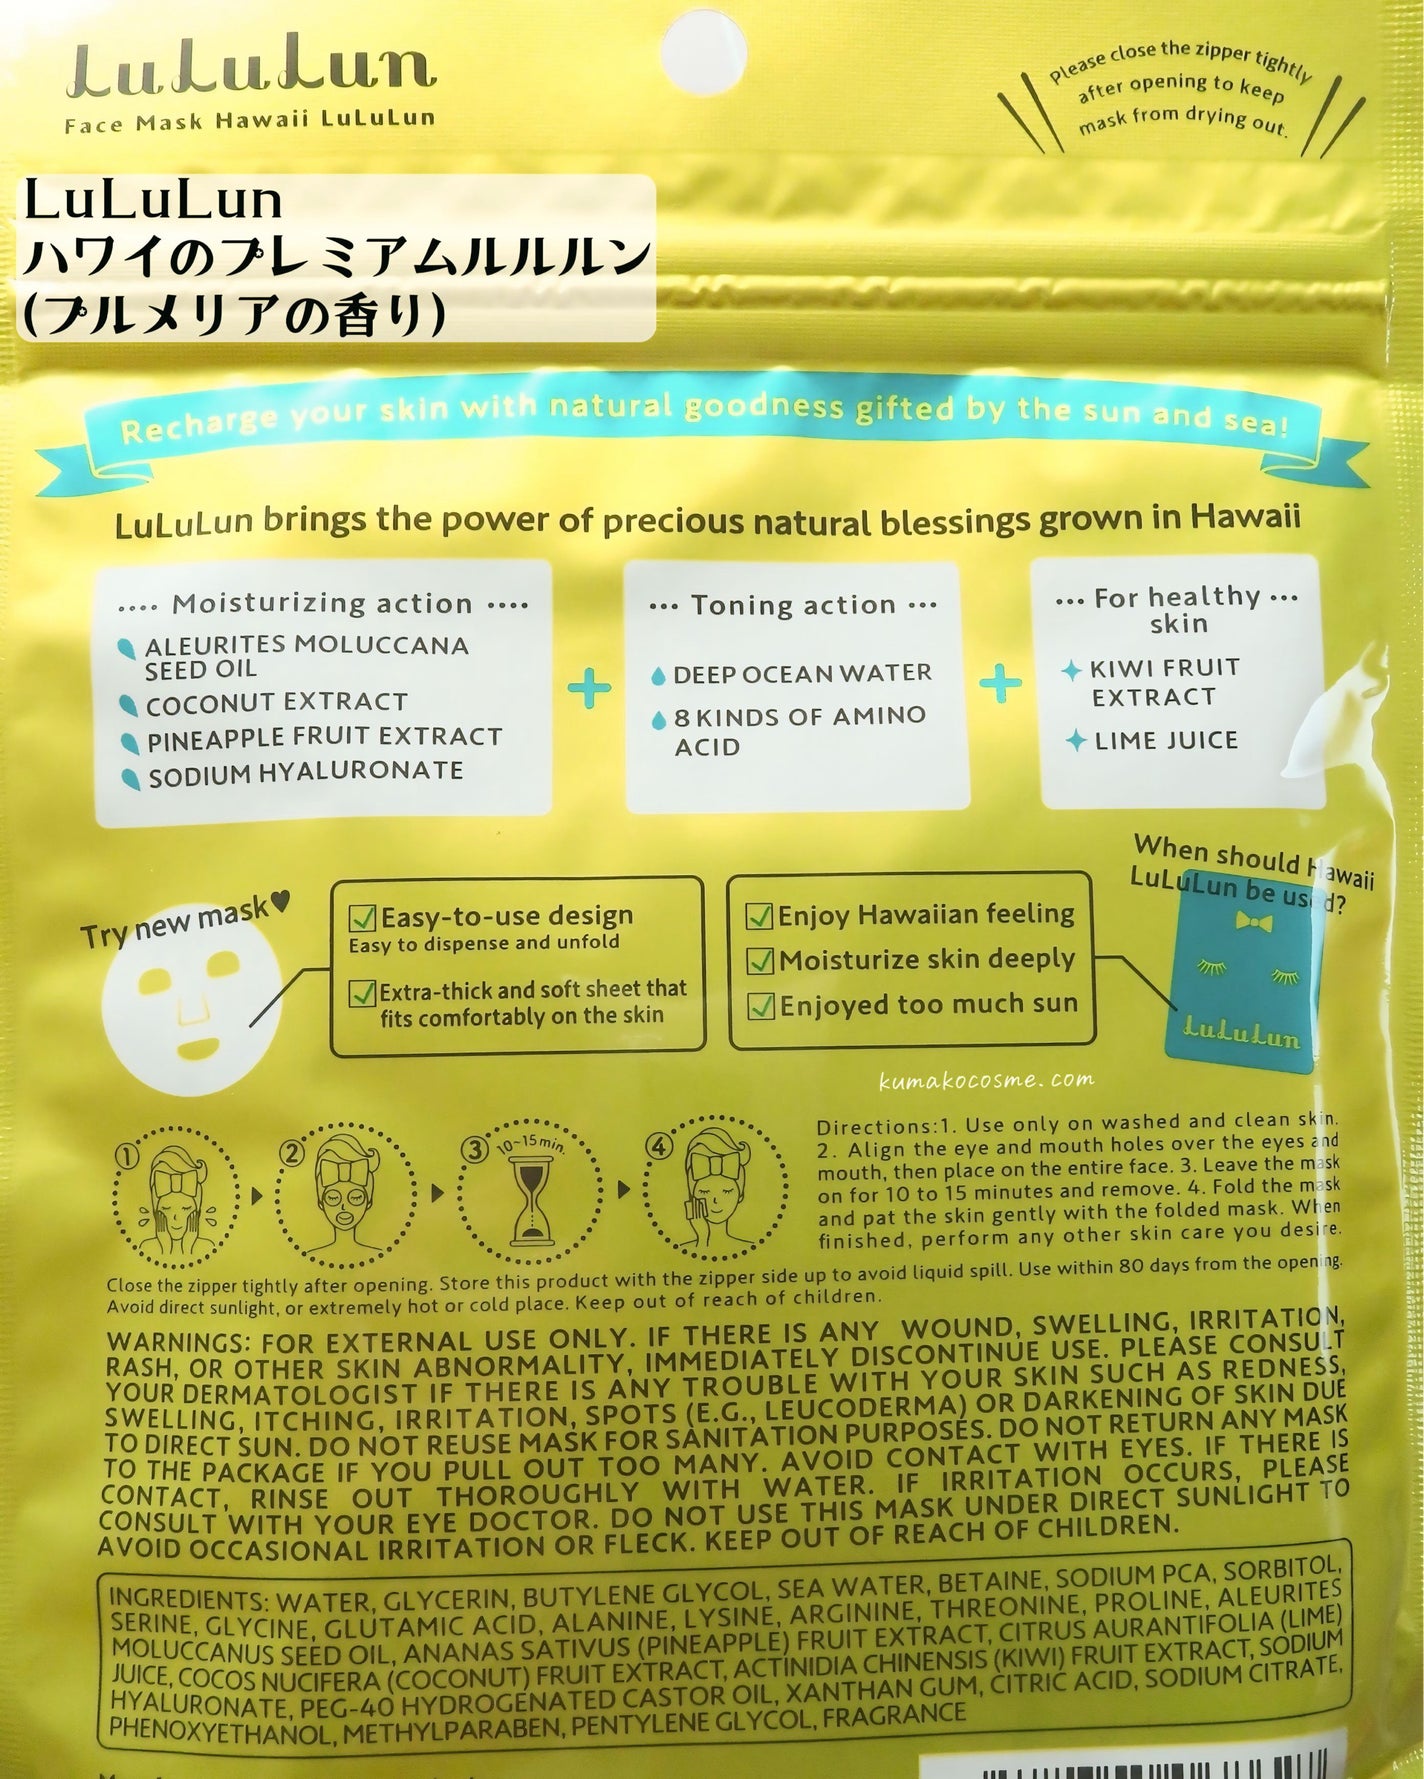 LuLuLun
Face Mask Hawaii LuLuLun
Please close the zipper tightly
after opening to keep
mask from drying out.
LuLuLun
ハワイのプレミアムルルルン
(プルメリアの香り)
Recharge your skin with natural goodness gifted by the sun and sea!
LuLuLun brings the power of precious natural blessings grown in Hawaii
Moisturizing action
ALEURITES MOLUCCANA
SEED OIL
COCONUT EXTRACT
PINEAPPLE FRUIT EXTRACT
SODIUM HYALURONATE
+
Toning action
DEEP OCEAN WATER
8 KINDS OF AMINO
ACID
+
For healthy
skin
KIWI FRUIT
EXTRACT
LIME JUICE
Try new mask♥
Easy-to-use design
Easy to dispense and unfold
Extra-thick and soft sheet that
fits comfortably on the skin
Enjoy Hawaiian feeling
Moisturize skin deeply
Enjoyed too much sun
When should Hawaii
LuLuLun be used?
LuLuLun
kumakocosme.com
1
2
3
10~15min.
4
Directions:1. Use only on washed and clean skin.
2. Align the eye and mouth holes over the eyes and
mouth, then place on the entire face. 3. Leave the mask
on for 10 to 15 minutes and remove. 4. Fold the mask
and pat the skin gently with the folded mask. When
finished, perform any other skin care you desire.
Close the zipper tightly after opening. Store this product with the zipper side up to avoid liquid spill. Use within 80 days from the opening.
Avoid direct sunlight, or extremely hot or cold place. Keep out of reach of children.
WARNINGS: FOR EXTERNAL USE ONLY. IF THERE IS ANY WOUND, SWELLING, IRRITATION,
RASH, OR OTHER SKIN ABNORMALITY, IMMEDIATELY DISCONTINUE USE. PLEASE CONSULT
YOUR DERMATOLOGIST IF THERE IS ANY TROUBLE WITH YOUR SKIN SUCH AS REDNESS,
SWELLING, ITCHING, IRRITATION, SPOTS (E.G., LEUCODERMA) OR DARKENING OF SKIN DUE
TO DIRECT SUN. DO NOT REUSE MASK FOR SANITATION PURPOSES. DO NOT RETURN ANY MASK
TO THE PACKAGE IF YOU PULL OUT TOO MANY. AVOID CONTACT WITH EYES. IF THERE IS
CONTACT, RINSE OUT THOROUGHLY WITH WATER. IF IRRITATION OCCURS, PLEASE
CONSULT WITH YOUR EYE DOCTOR. DO NOT USE THIS MASK UNDER DIRECT SUNLIGHT TO
AVOID OCCASIONAL IRRITATION OR FLECK. KEEP OUT OF REACH OF CHILDREN.
INGREDIENTS: WATER, GLYCERIN, BUTYLENE GLYCOL, SEA WATER, BETAINE, SODIUM PCA, SORBITOL,
SERINE, GLYCINE, GLUTAMIC ACID, ALANINE, LYSINE, ARGININE, THREONINE, PROLINE, ALEURITES
MOLUCCANUS SEED OIL, ANANAS SATIVUS (PINEAPPLE) FRUIT EXTRACT, CITRUS AURANTIFOLIA (LIME)
JUICE, COCOS NUCIFERA (COCONUT) FRUIT EXTRACT, ACTINIDIA CHINENSIS (KIWI) FRUIT EXTRACT, SODIUM
HYALURONATE, PEG-40 HYDROGENATED CASTOR OIL, XANTHAN GUM, CITRIC ACID, SODIUM CITRATE,
PHENOXYETHANOL, METHYLPARABEN, PENTYLENE GLYCOL, FRAGRANCE